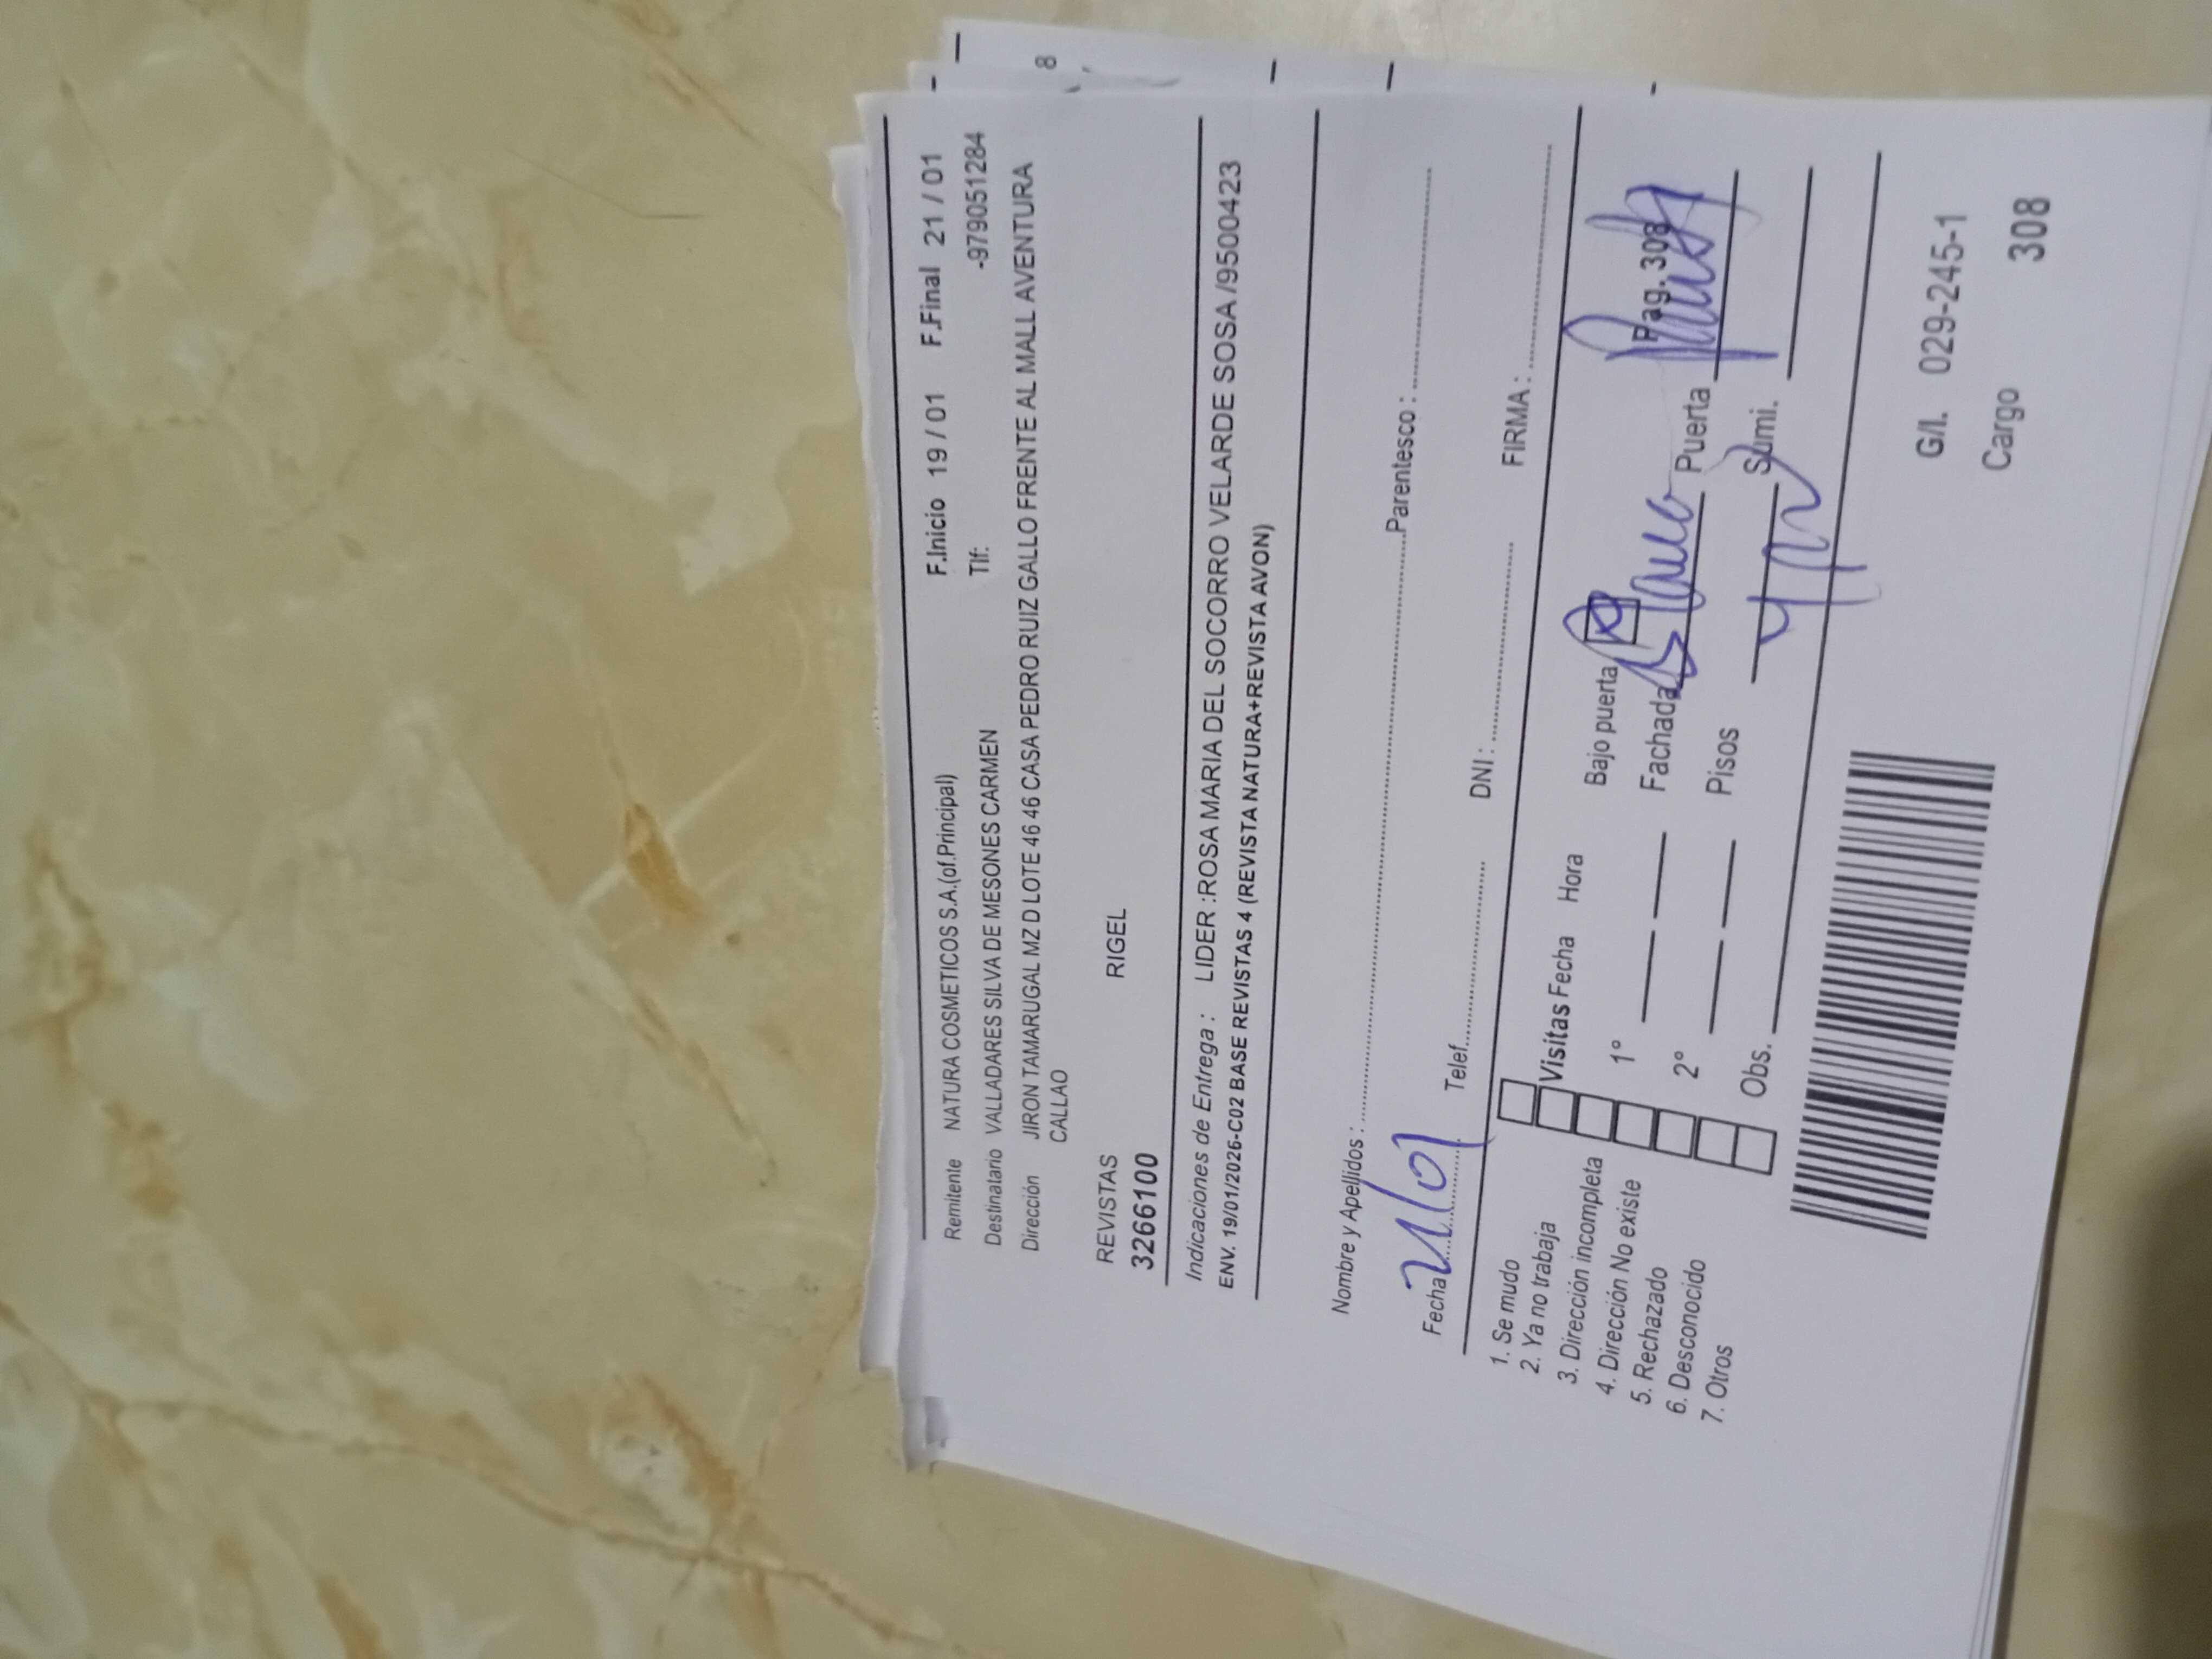 Remitente NATURA COSMETICOS S.A.(of.Principal) F.Inicio 19 / 01 F.Final 21 / 01
Destinatario VALLADARES SILVA DE MESONES CARMEN Tlf: -979051284
Dirección JIRON TAMARUGAL MZ D LOTE 46 46 CASA PEDRO RUIZ GALLO FRENTE AL MALL AVENTURA
CALLAO
8
REVISTAS RIGEL
3266100
Indicaciones de Entrega : LIDER :ROSA MARIA DEL SOCORRO VELARDE SOSA /9500423
ENV. 19/01/2026-C02 BASE REVISTAS 4 (REVISTA NATURA+REVISTA AVON)
Nombre y Apellidos : Parentesco :
Fecha 21/01 Telef. DNI : FIRMA :
1. Se mudo
2. Ya no trabaja
3. Dirección incompleta
4. Dirección No existe
5. Rechazado
6. Desconocido
7. Otros
Visitas Fecha Hora
1°
2°
Obs.
Bajo puerta Pag. 308
Fachada Puerta
Pisos Sumi.
G/I. 029-245-1
Cargo 308